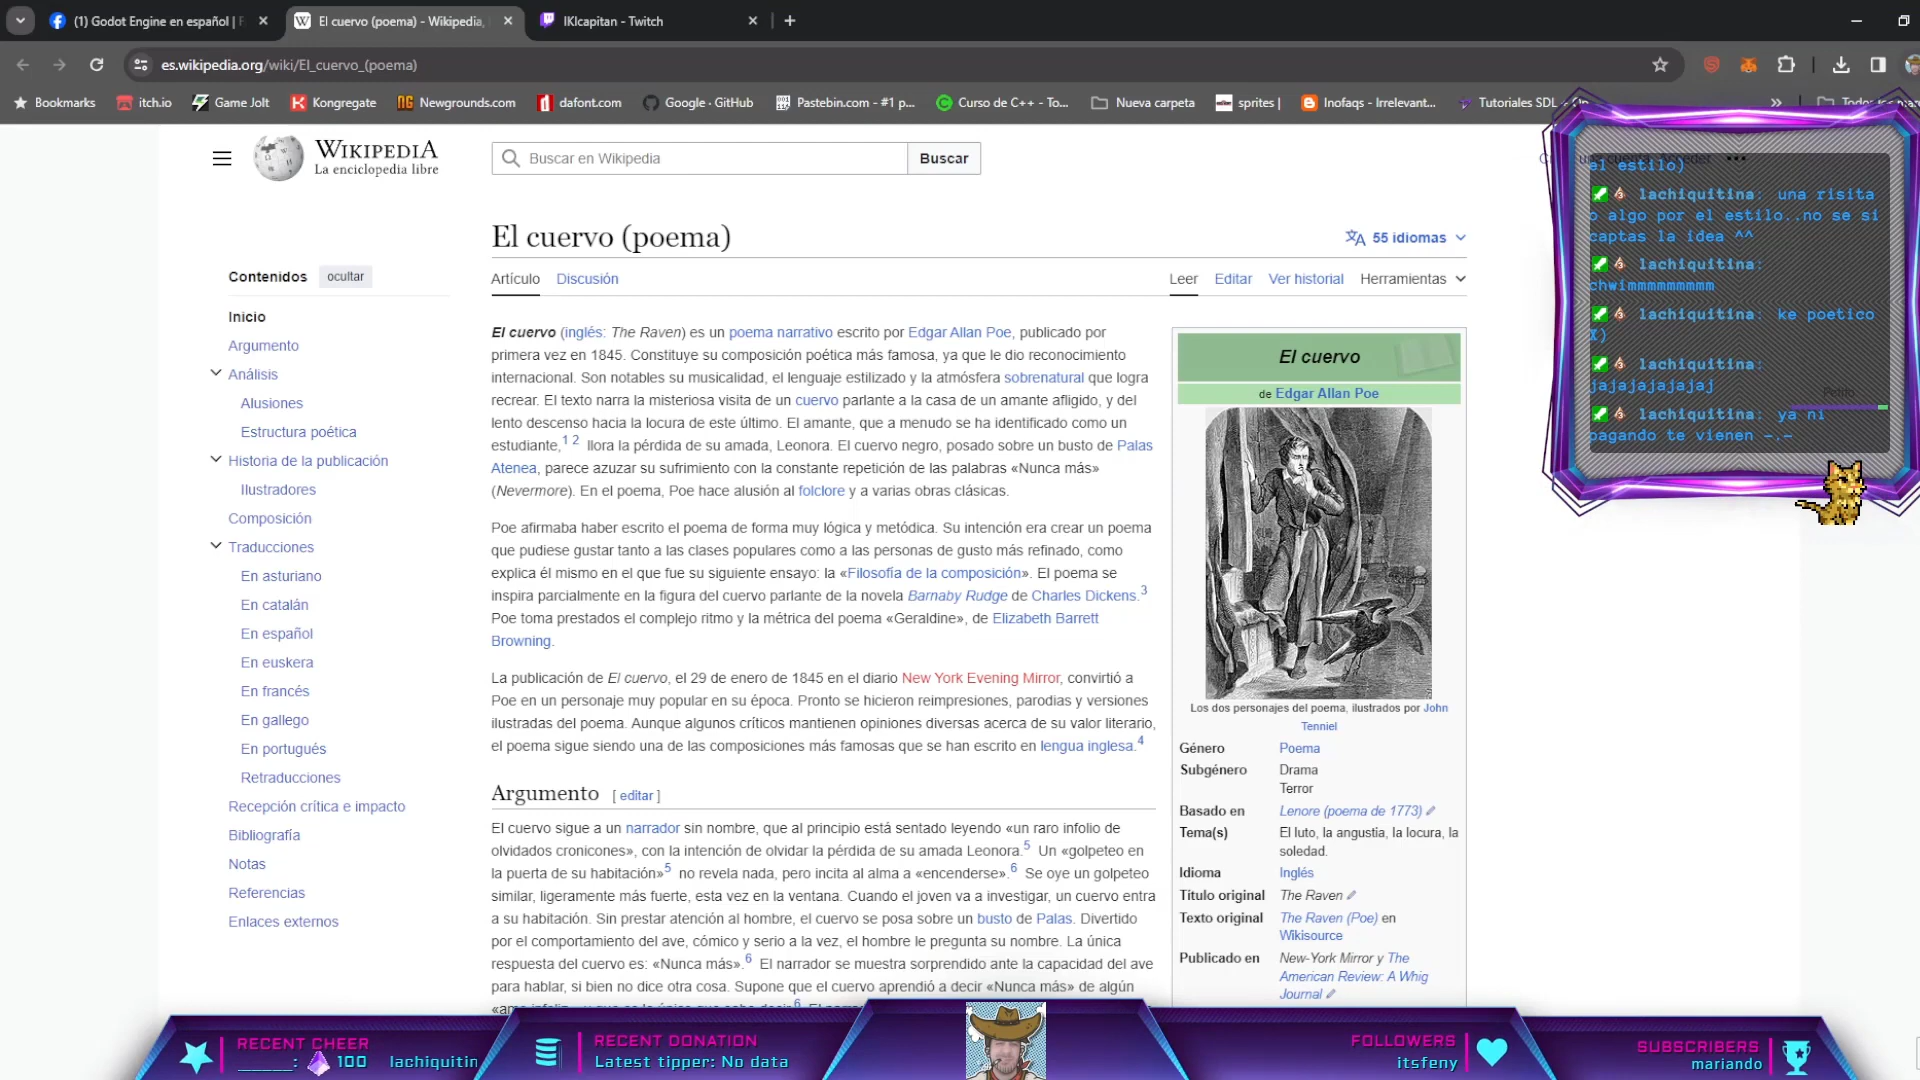 (1) Godot Engine en español |
El cuervo (poema) - Wikipedia,
IKIcapitan - Twitch
es.wikipedia.org/wiki/El_cuervo_(poema)
Bookmarks
itch.io
Game Jolt
Kongregate
Newgrounds.com
dafont.com
Google · GitHub
Pastebin.com - #1 p...
Curso de C++ - To...
Nueva carpeta
sprites |
Inofaqs - Irrelevant...
Tutoriales SDL
WIKIPEDIA
La enciclopedia libre
Buscar en Wikipedia
Buscar
El cuervo (poema)
55 idiomas
Artículo
Discusión
Leer
Editar
Ver historial
Herramientas
Contenidos
ocultar
Inicio
Argumento
Análisis
Alusiones
Estructura poética
Historia de la publicación
Ilustradores
Composición
Traducciones
En asturiano
En catalán
En español
En euskera
En francés
En gallego
En portugués
Retraducciones
Recepción crítica e impacto
Bibliografía
Notas
Referencias
Enlaces externos
El cuervo (inglés: The Raven) es un poema narrativo escrito por Edgar Allan Poe, publicado por
primera vez en 1845. Constituye su composición poética más famosa, ya que le dio reconocimiento
internacional. Son notables su musicalidad, el lenguaje estilizado y la atmósfera sobrenatural que logra
recrear. El texto narra la misteriosa visita de un cuervo parlante a la casa de un amante afligido, y del
lento descenso hacia la locura de este último. El amante, que a menudo se ha identificado como un
estudiante,1 2 llora la pérdida de su amada, Leonora. El cuervo negro, posado sobre un busto de Palas
Atenea, parece azuzar su sufrimiento con la constante repetición de las palabras «Nunca más»
(Nevermore). En el poema, Poe hace alusión al folclore y a varias obras clásicas.
Poe afirmaba haber escrito el poema de forma muy lógica y metódica. Su intención era crear un poema
que pudiese gustar tanto a las clases populares como a las personas de gusto más refinado, como
explica él mismo en el que fue su siguiente ensayo: la «Filosofía de la composición». El poema se
inspira parcialmente en la figura del cuervo parlante de la novela Barnaby Rudge de Charles Dickens.3
Poe toma prestados el complejo ritmo y la métrica del poema «Geraldine», de Elizabeth Barrett
Browning.
La publicación de El cuervo, el 29 de enero de 1845 en el diario New York Evening Mirror, convirtió a
Poe en un personaje muy popular en su época. Pronto se hicieron reimpresiones, parodias y versiones
ilustradas del poema. Aunque algunos críticos mantienen opiniones diversas acerca de su valor literario,
el poema sigue siendo una de las composiciones más famosas que se han escrito en lengua inglesa.4
Argumento [ editar ]
El cuervo sigue a un narrador sin nombre, que al principio está sentado leyendo «un raro infolio de
olvidados cronicones», con la intención de olvidar la pérdida de su amada Leonora.5 Un «golpeteo en
la puerta de su habitación»5 no revela nada, pero incita al alma a «encenderse».6 Se oye un golpeteo
similar, ligeramente más fuerte, esta vez en la ventana. Cuando el joven va a investigar, un cuervo entra
a su habitación. Sin prestar atención al hombre, el cuervo se posa sobre un busto de Palas. Divertido
por el comportamiento del ave, cómico y serio a la vez, el hombre le pregunta su nombre. La única
respuesta del cuervo es: «Nunca más».6 El narrador se muestra sorprendido ante la capacidad del ave
para hablar, si bien no dice otra cosa. Supone que el cuervo aprendió a decir «Nunca más» de algún
El cuervo
de Edgar Allan Poe
Los dos personajes del poema, ilustrados por John
Tenniel
Género Poema
Subgénero Drama
Terror
Basado en Lenore (poema de 1773)
Tema(s) El luto, la angustia, la locura, la
soledad.
Idioma Inglés
Título original The Raven
Texto original The Raven (Poe) en
Wikisource
Publicado en New-York Mirror y The
American Review: A Whig
Journal
el estilo)
lachiquitina: una risita
o algo por el estilo..no se si
captas la idea ^^
lachiquitina:
chwimmmmmmmmm
lachiquitina: ke poetico
X)
lachiquitina:
jajajajajajaj
lachiquitina: ya ni
pagando te vienen -.-
Pedito
RECENT CHEER
_____: 100 lachiquitin
RECENT DONATION
Latest tipper: No data
FOLLOWERS
itsfeny
SUBSCRIBERS
mariando